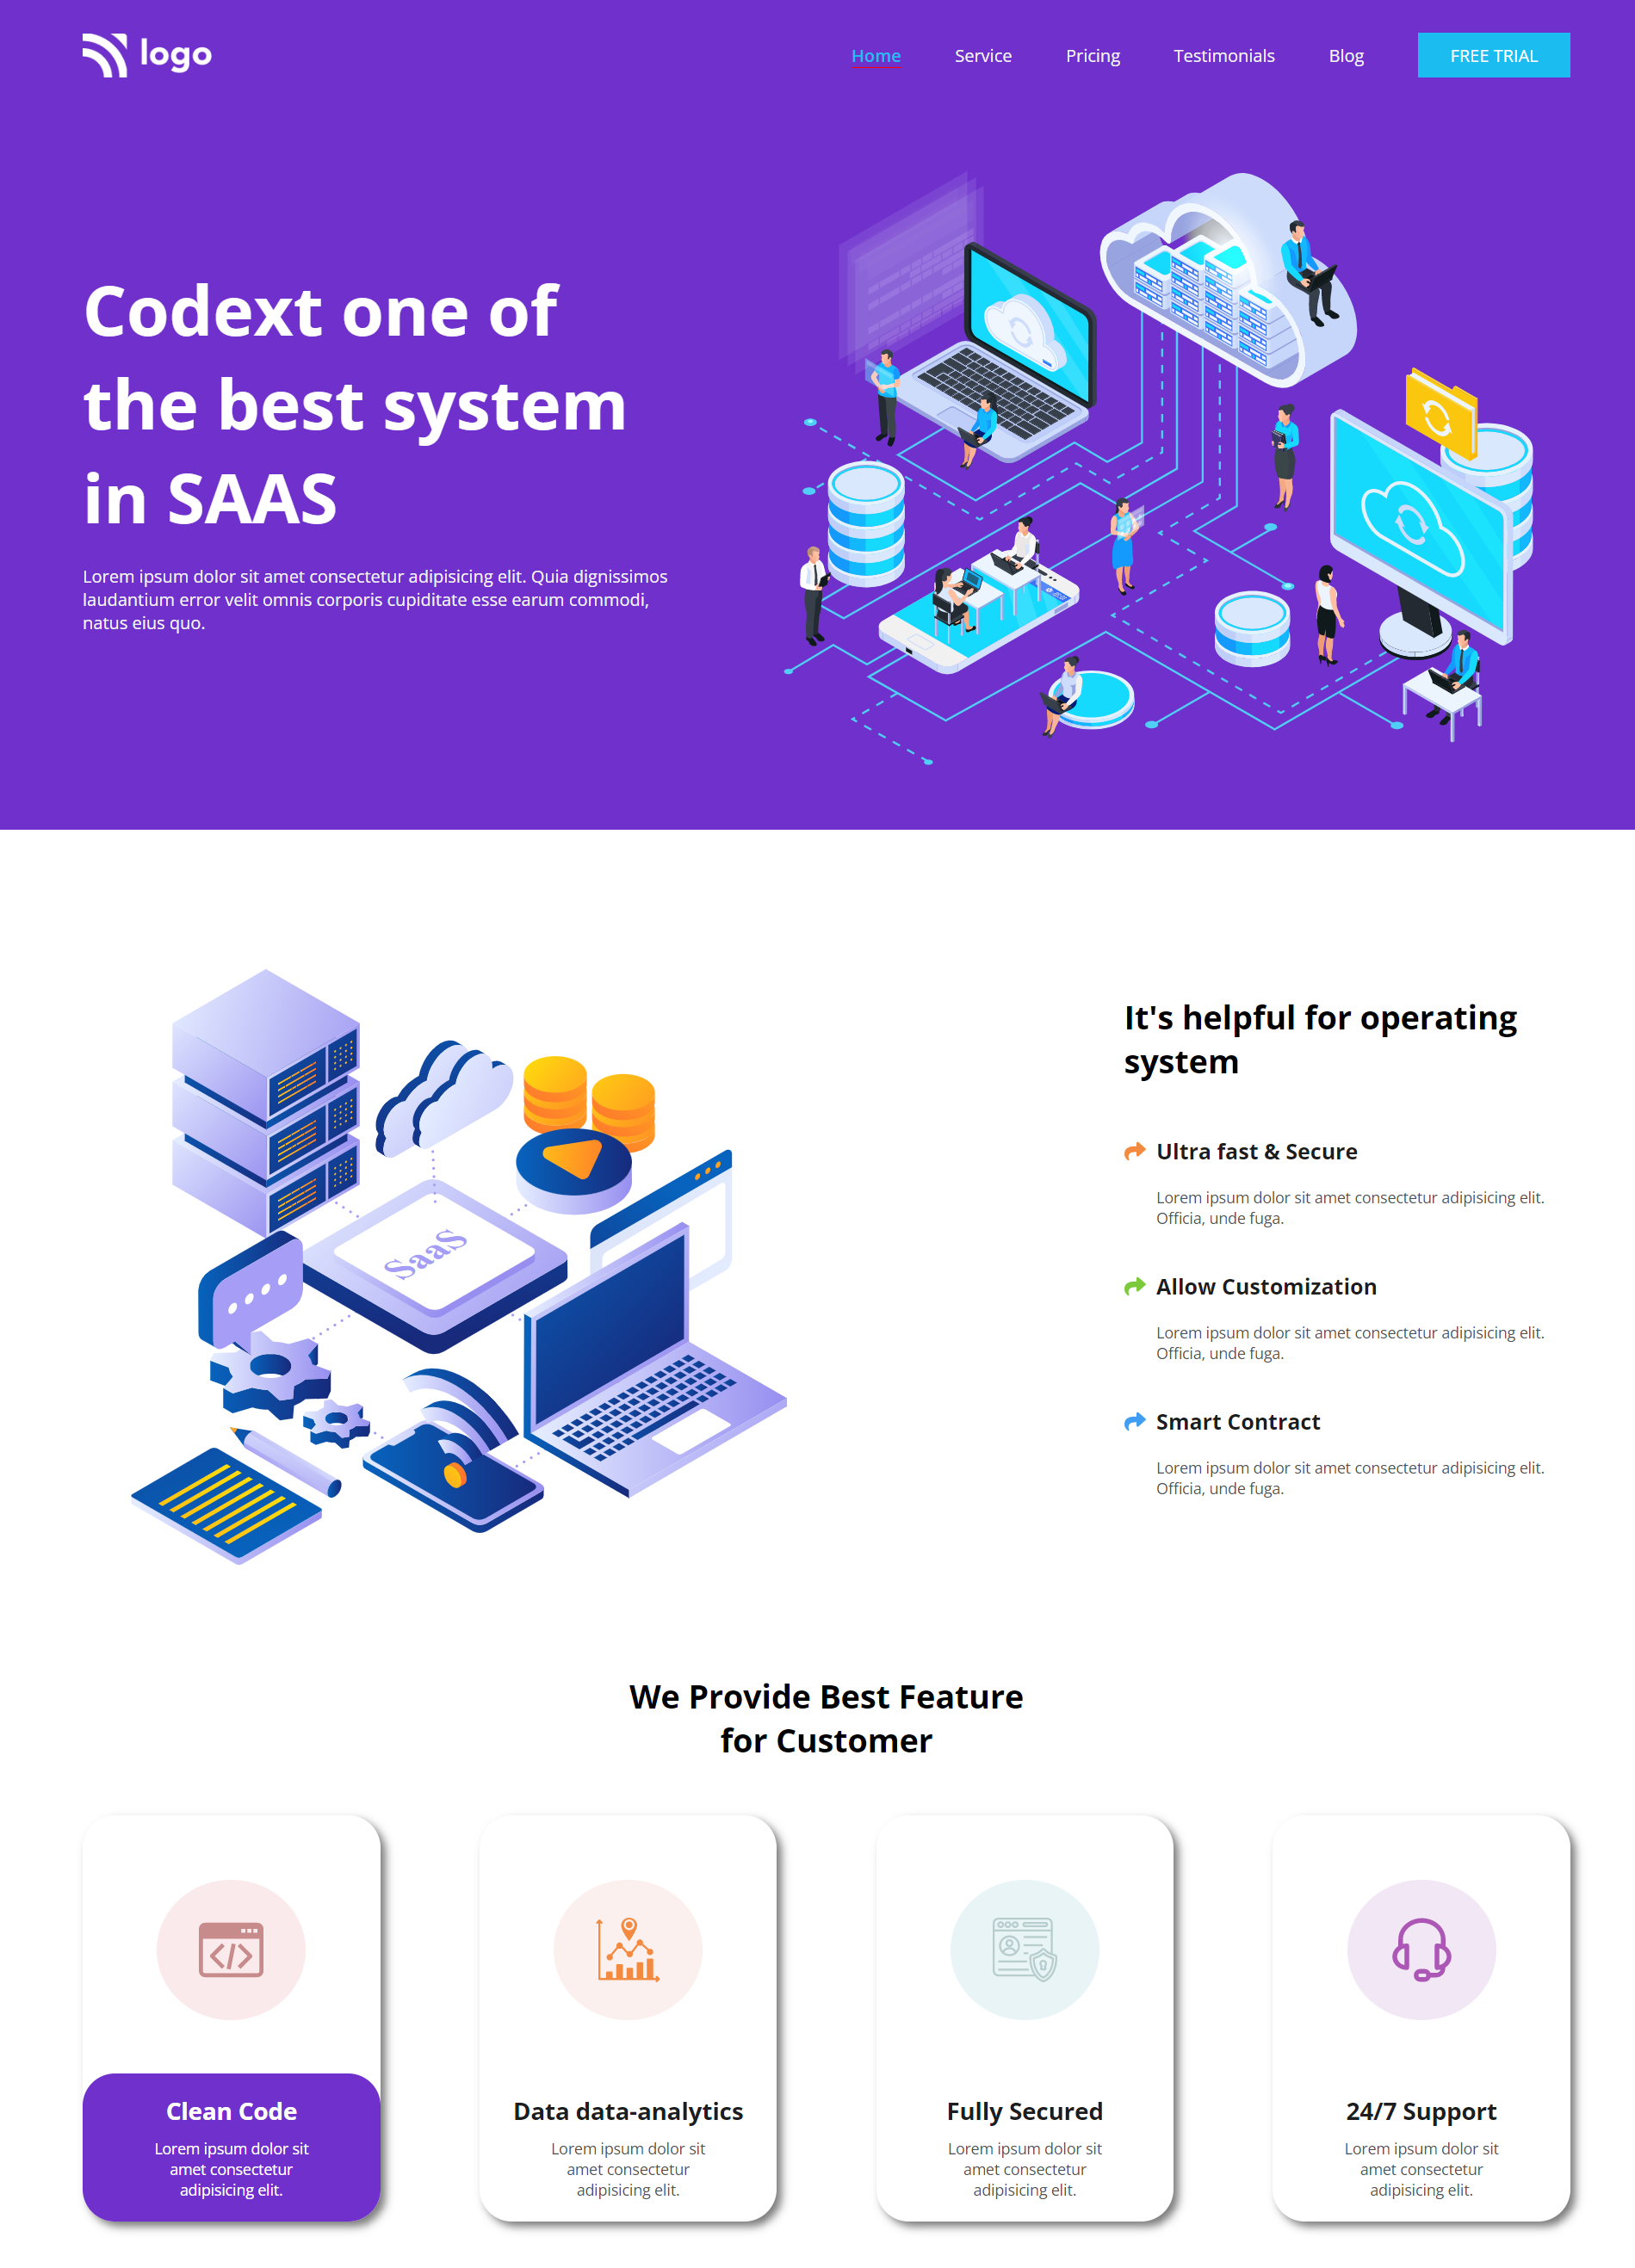 logo
Home
Service
Pricing
Testimonials
Blog
FREE TRIAL
Codext one of
the best system
in SAAS
Lorem ipsum dolor sit amet consectetur adipisicing elit. Quia dignissimos
laudantium error velit omnis corporis cupiditate esse earum commodi,
natus eius quo.
SaaS
It's helpful for operating
system
Ultra fast & Secure
Lorem ipsum dolor sit amet consectetur adipisicing elit.
Officia, unde fuga.
Allow Customization
Lorem ipsum dolor sit amet consectetur adipisicing elit.
Officia, unde fuga.
Smart Contract
Lorem ipsum dolor sit amet consectetur adipisicing elit.
Officia, unde fuga.
We Provide Best Feature
for Customer
Clean Code
Lorem ipsum dolor sit
amet consectetur
adipisicing elit.
Data data-analytics
Lorem ipsum dolor sit
amet consectetur
adipisicing elit.
Fully Secured
Lorem ipsum dolor sit
amet consectetur
adipisicing elit.
24/7 Support
Lorem ipsum dolor sit
amet consectetur
adipisicing elit.